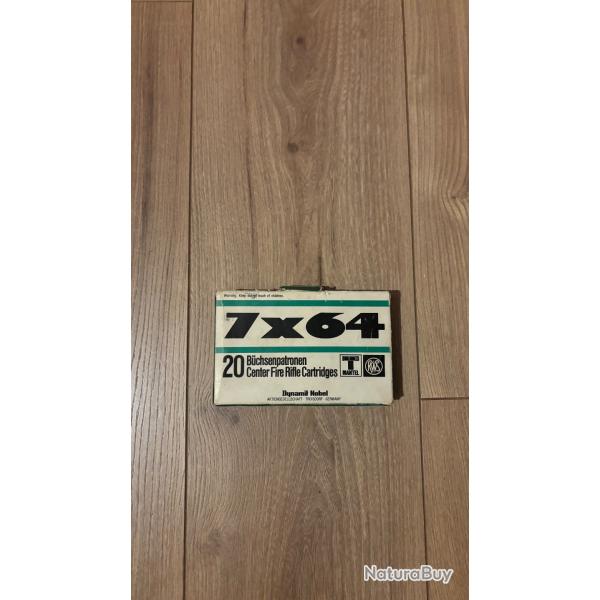 Warning: Keep out of reach of children.
7x64
20 Büchsenpatronen
Center Fire Rifle Cartridges
BRENNEKE
T
MANTEL
RWS
Dynamit Nobel
AKTIENGESELLSCHAFT TROISDORF GERMANY
NaturaBuy